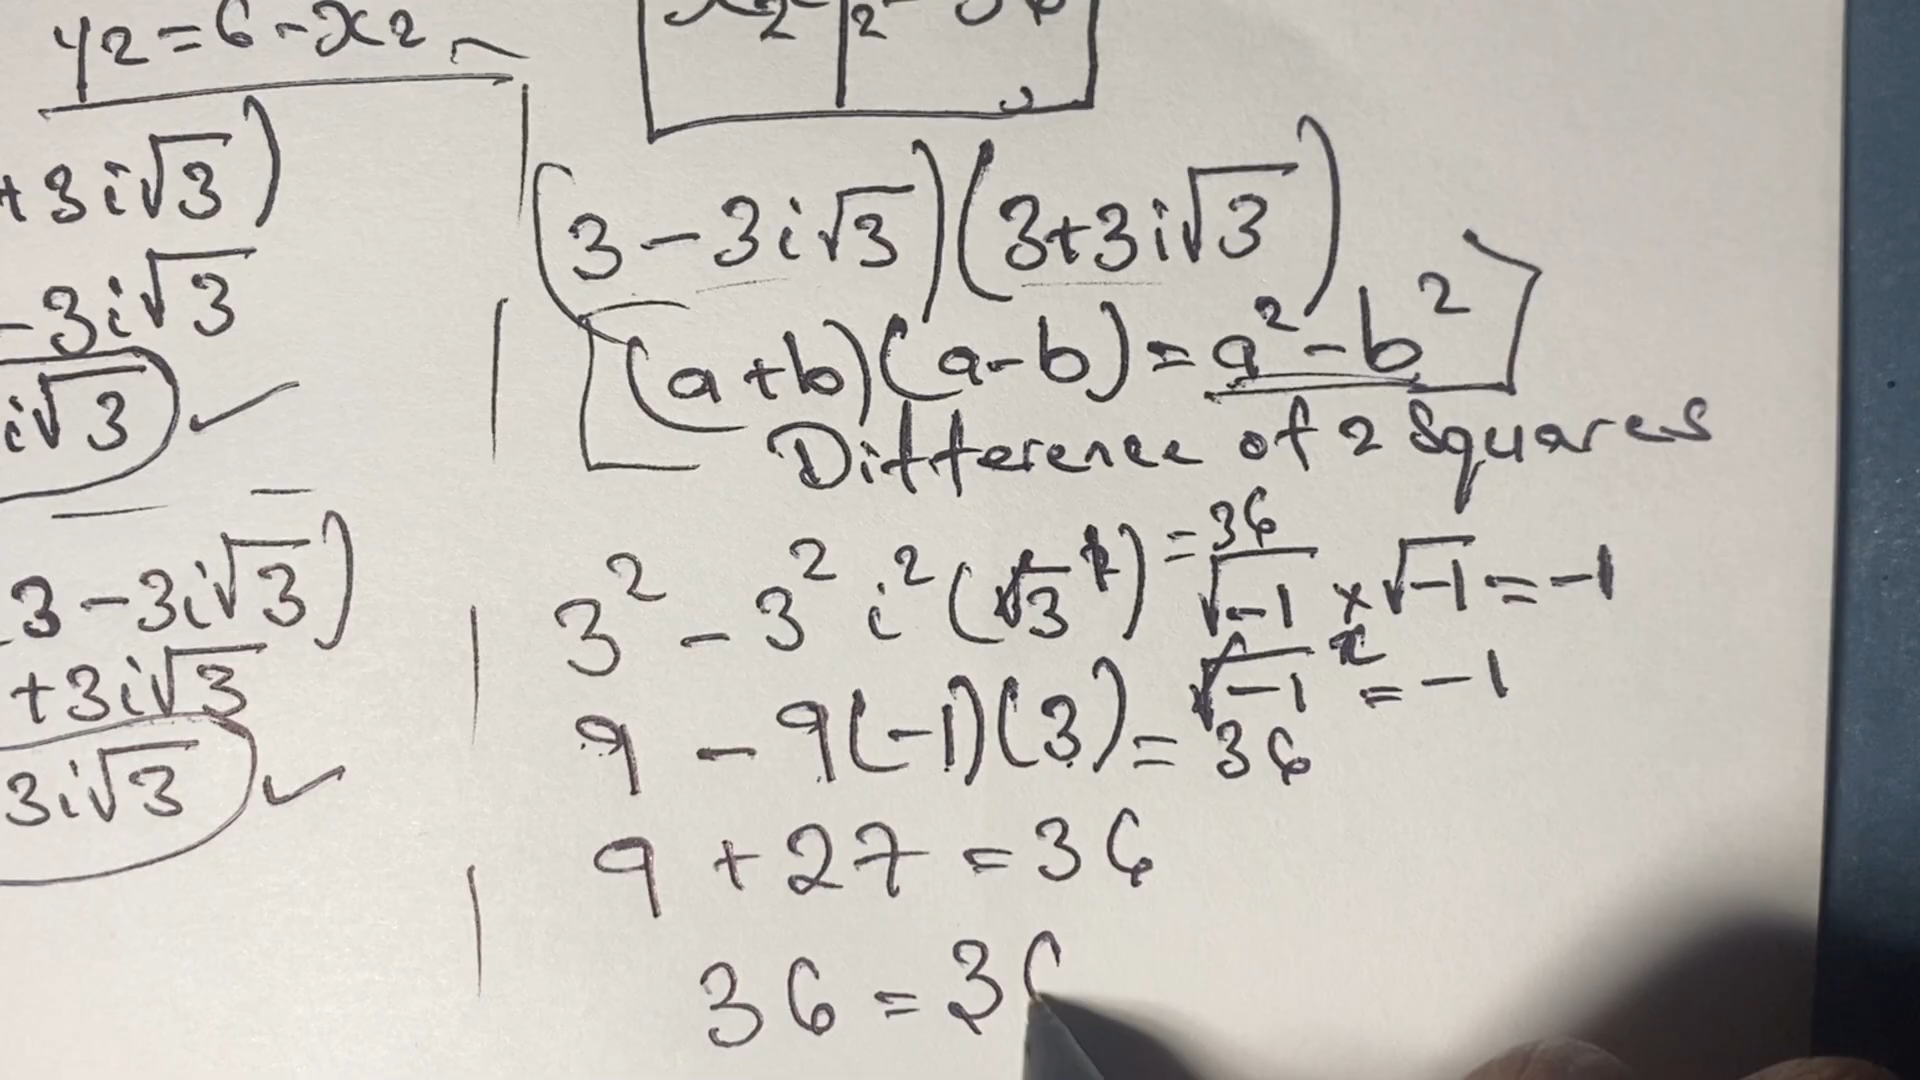 y2 = 6 - x2
+3i√3)
-3i√3
i√3 ✓
3 - 3i√3)
+3i√3
3i√3 ✓
(3 - 3i√3)(3+3i√3)
(a+b)(a-b) = a² - b²
Difference of 2 Squares
3² - 3² i² (√3²) = 36
√-1 × √-1 = -1
√-1² = -1
9 - 9(-1)(3) = 36
9 + 27 = 36
36 = 36